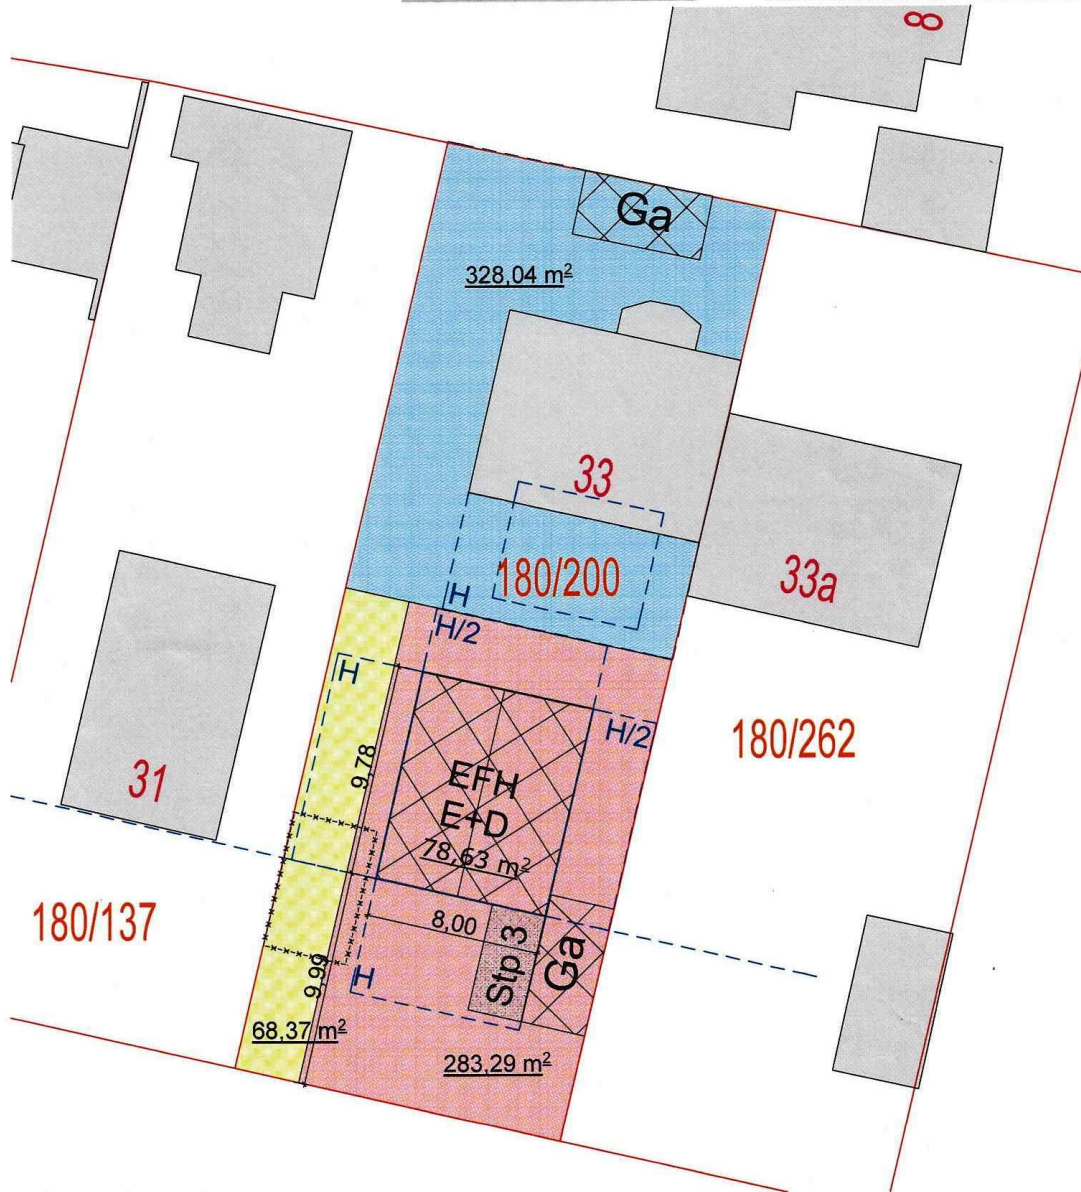 8
Ga
328,04 m²
33
180/200
33a
H
H/2
H
H/2
180/262
9,78
EFH
E+D
78,63 m²
31
180/137
8,00
Stp 3
Ga
9,99
H
68,37 m²
283,29 m²